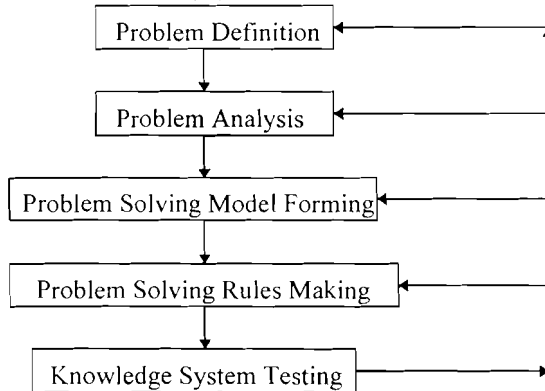 Problem Definition
Problem Analysis
Problem Solving Model Forming
Problem Solving Rules Making
Knowledge System Testing